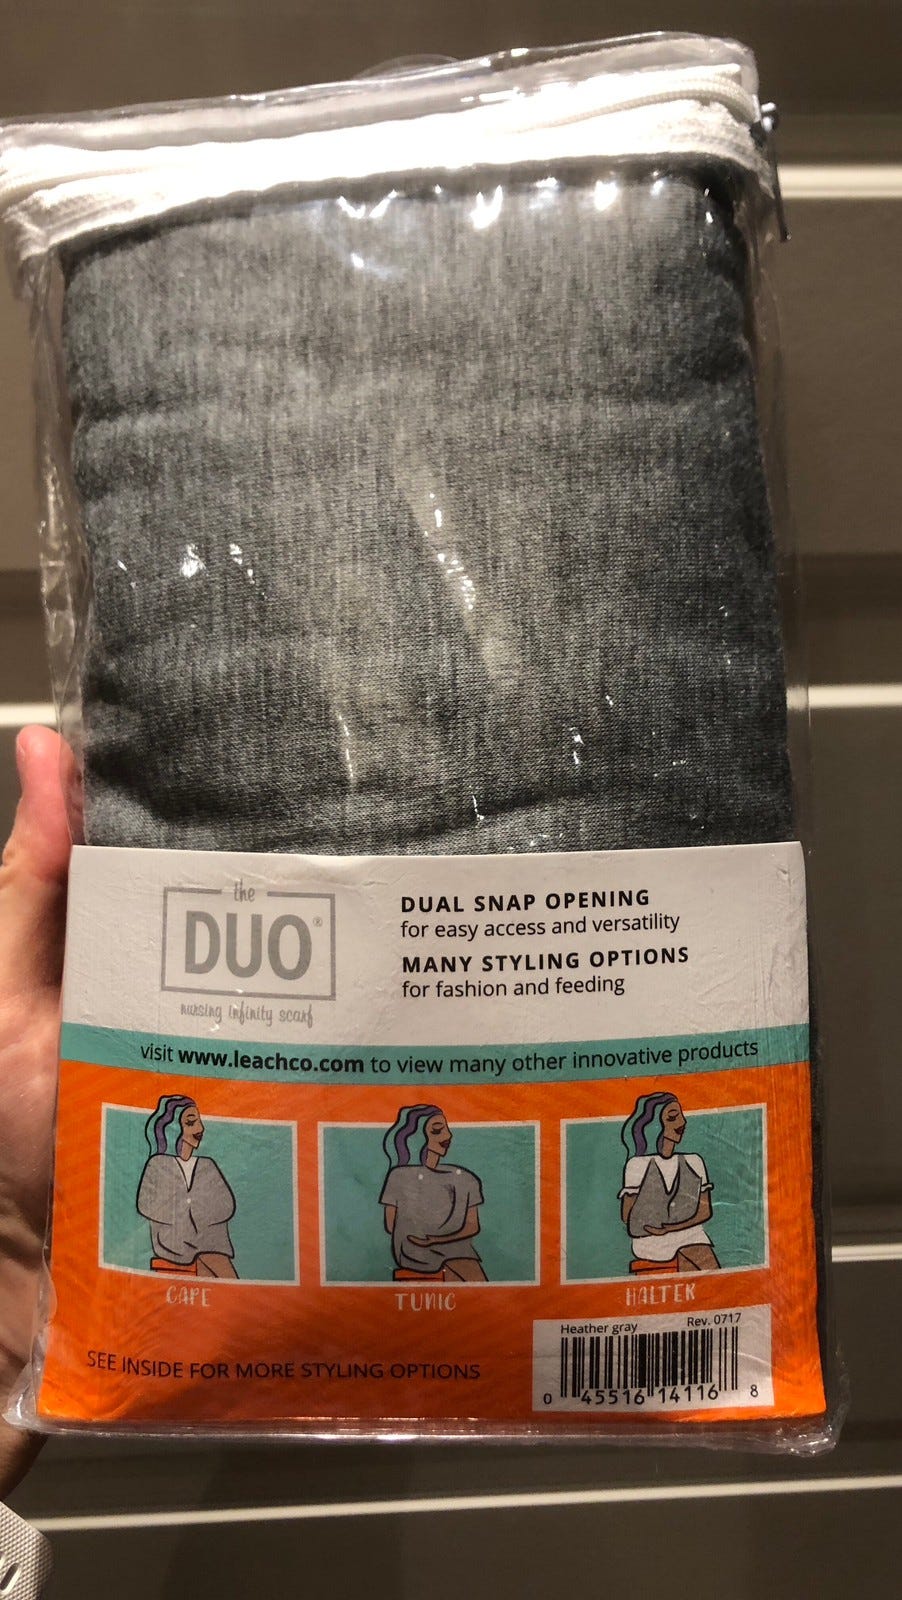 the
DUO®
nursing infinity scarf
DUAL SNAP OPENING
for easy access and versatility
MANY STYLING OPTIONS
for fashion and feeding
visit www.leachco.com to view many other innovative products
CAPE
TUNIC
HALTER
SEE INSIDE FOR MORE STYLING OPTIONS
Heather gray Rev. 0717
0 45516 14116 8